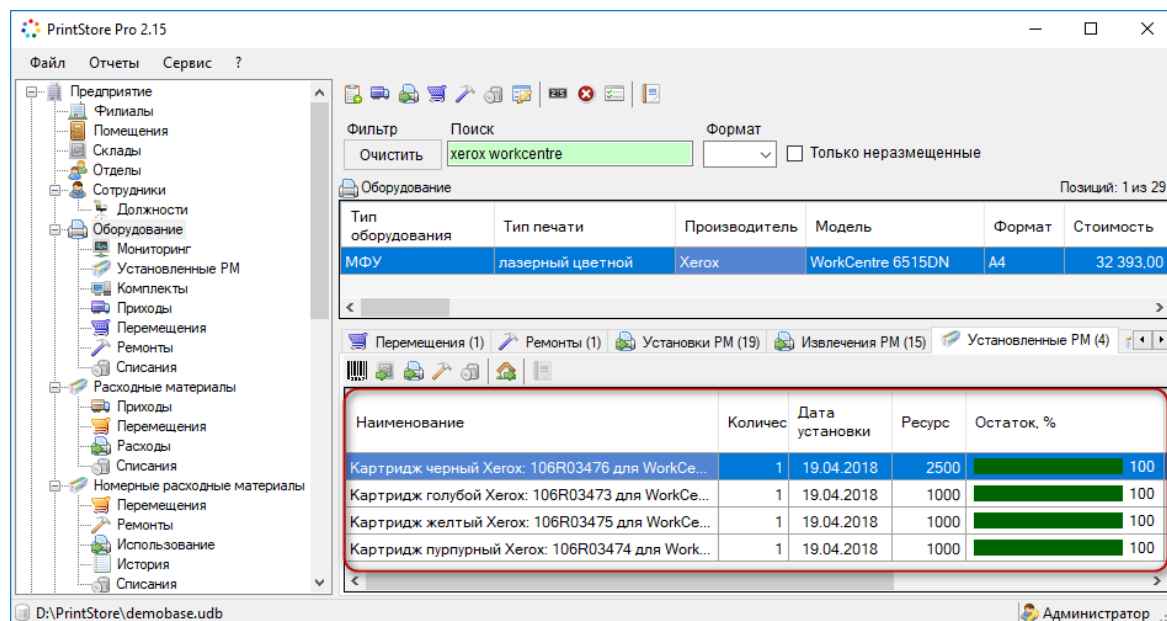 PrintStore Pro 2.15
Файл Отчеты Сервис ?
Предприятие
Филиалы
Помещения
Склады
Отделы
Сотрудники
Должности
Оборудование
Мониторинг
Установленные РМ
Комплекты
Приходы
Перемещения
Ремонты
Списания
Расходные материалы
Приходы
Перемещения
Расходы
Списания
Номерные расходные материалы
Перемещения
Ремонты
Использование
История
Списания
Фильтр Поиск Формат
Очистить xerox workcentre Только неразмещенные
Оборудование Позиций: 1 из 29
Тип оборудования Тип печати Производитель Модель Формат Стоимость
МФУ лазерный цветной Xerox WorkCentre 6515DN A4 32 393,00
Перемещения (1) Ремонты (1) Установки РМ (19) Извлечения РМ (15) Установленные РМ (4)
Наименование Количес Дата установки Ресурс Остаток, %
Картридж черный Xerox: 106R03476 для WorkCe... 1 19.04.2018 2500 100
Картридж голубой Xerox: 106R03473 для WorkCe... 1 19.04.2018 1000 100
Картридж желтый Xerox: 106R03475 для WorkCe... 1 19.04.2018 1000 100
Картридж пурпурный Xerox: 106R03474 для Work... 1 19.04.2018 1000 100
D:\PrintStore\demobase.udb Администратор